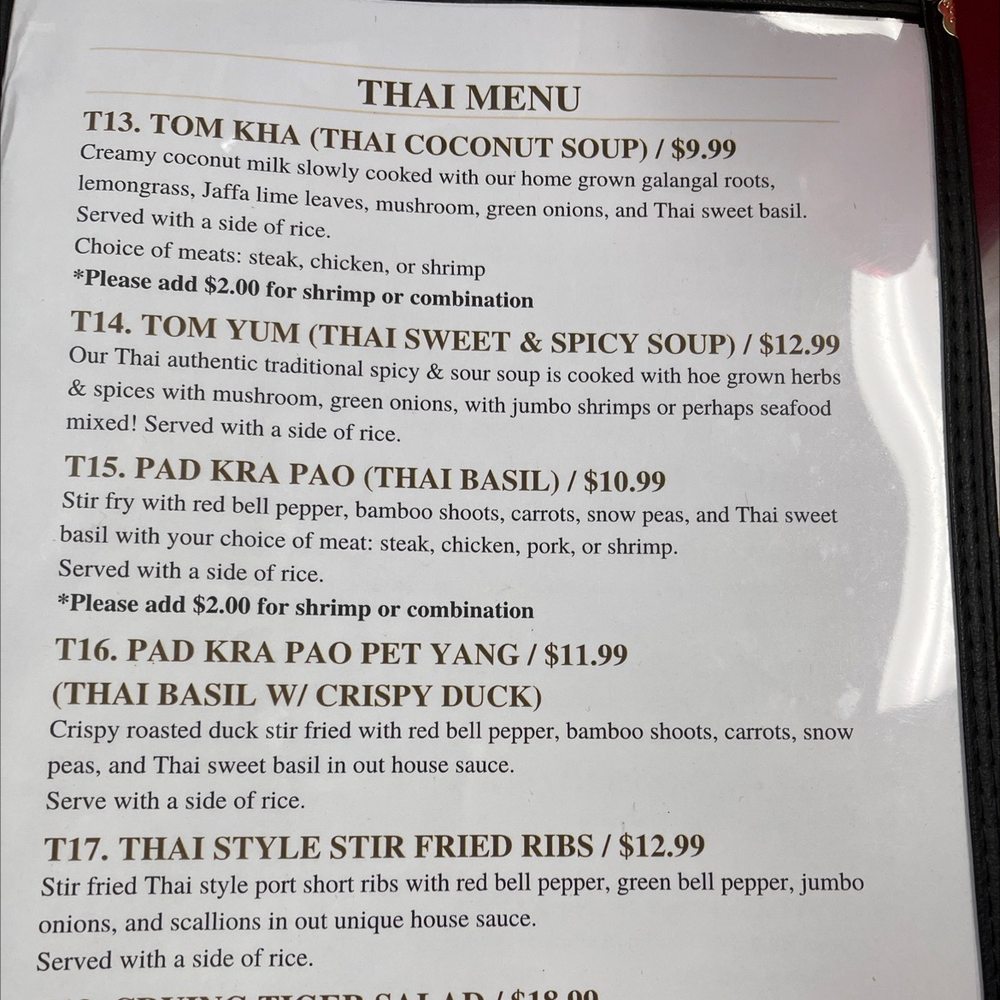 THAI MENU
T13. TOM KHA (THAI COCONUT SOUP) / $9.99
Creamy coconut milk slowly cooked with our home grown galangal roots,
lemongrass, Jaffa lime leaves, mushroom, green onions, and Thai sweet basil.
Served with a side of rice.
Choice of meats: steak, chicken, or shrimp
*Please add $2.00 for shrimp or combination
T14. TOM YUM (THAI SWEET & SPICY SOUP) / $12.99
Our Thai authentic traditional spicy & sour soup is cooked with hoe grown herbs
& spices with mushroom, green onions, with jumbo shrimps or perhaps seafood
mixed! Served with a side of rice.
T15. PAD KRA PAO (THAI BASIL) / $10.99
Stir fry with red bell pepper, bamboo shoots, carrots, snow peas, and Thai sweet
basil with your choice of meat: steak, chicken, pork, or shrimp.
Served with a side of rice.
*Please add $2.00 for shrimp or combination
T16. PAD KRA PAO PET YANG / $11.99
(THAI BASIL W/ CRISPY DUCK)
Crispy roasted duck stir fried with red bell pepper, bamboo shoots, carrots, snow
peas, and Thai sweet basil in out house sauce.
Serve with a side of rice.
T17. THAI STYLE STIR FRIED RIBS / $12.99
Stir fried Thai style port short ribs with red bell pepper, green bell pepper, jumbo
onions, and scallions in out unique house sauce.
Served with a side of rice.
CRYING TIGER SALAD / $18.99